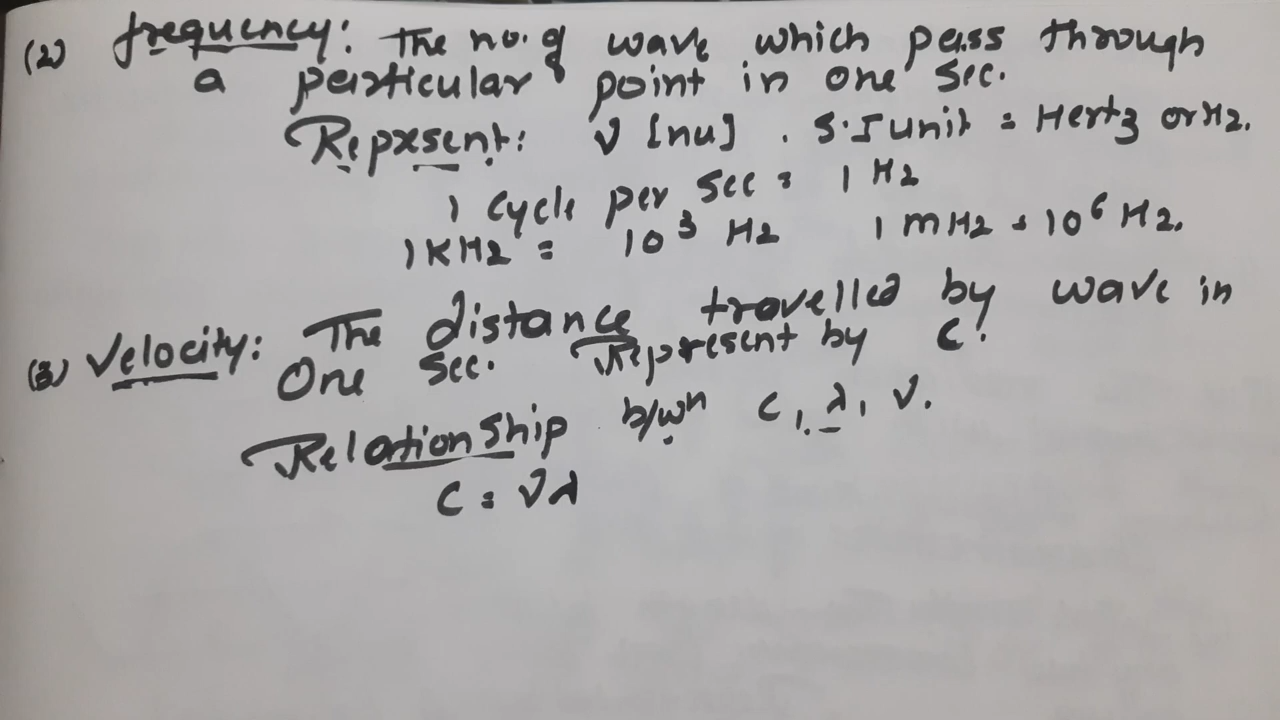 (2) frequency: The no. of wave which pass through
a particular point in one sec.
Represent: ν [nu] . S.I unit = Hertz or Hz.
1 cycle per sec = 1 Hz
1 KHz = 10³ Hz 1 mHz = 10⁶ Hz.
(3) Velocity: The distance travelled by wave in
One sec. Represent by C.
Relationship b/wn C, λ, ν.
C = νλ